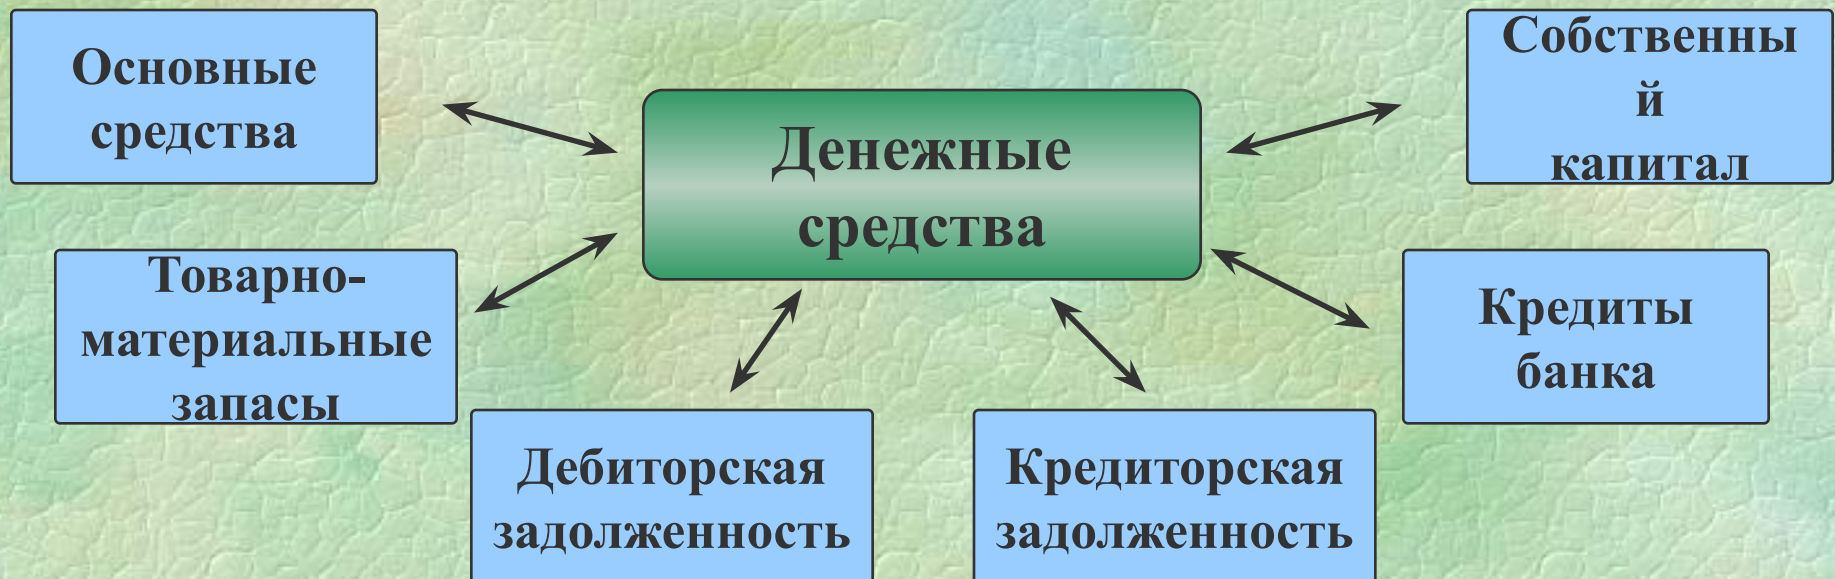 Основные
средства
Денежные
средства
Собственны
й
капитал
Товарно-
материальные
запасы
Кредиты
банка
Дебиторская
задолженность
Кредиторская
задолженность